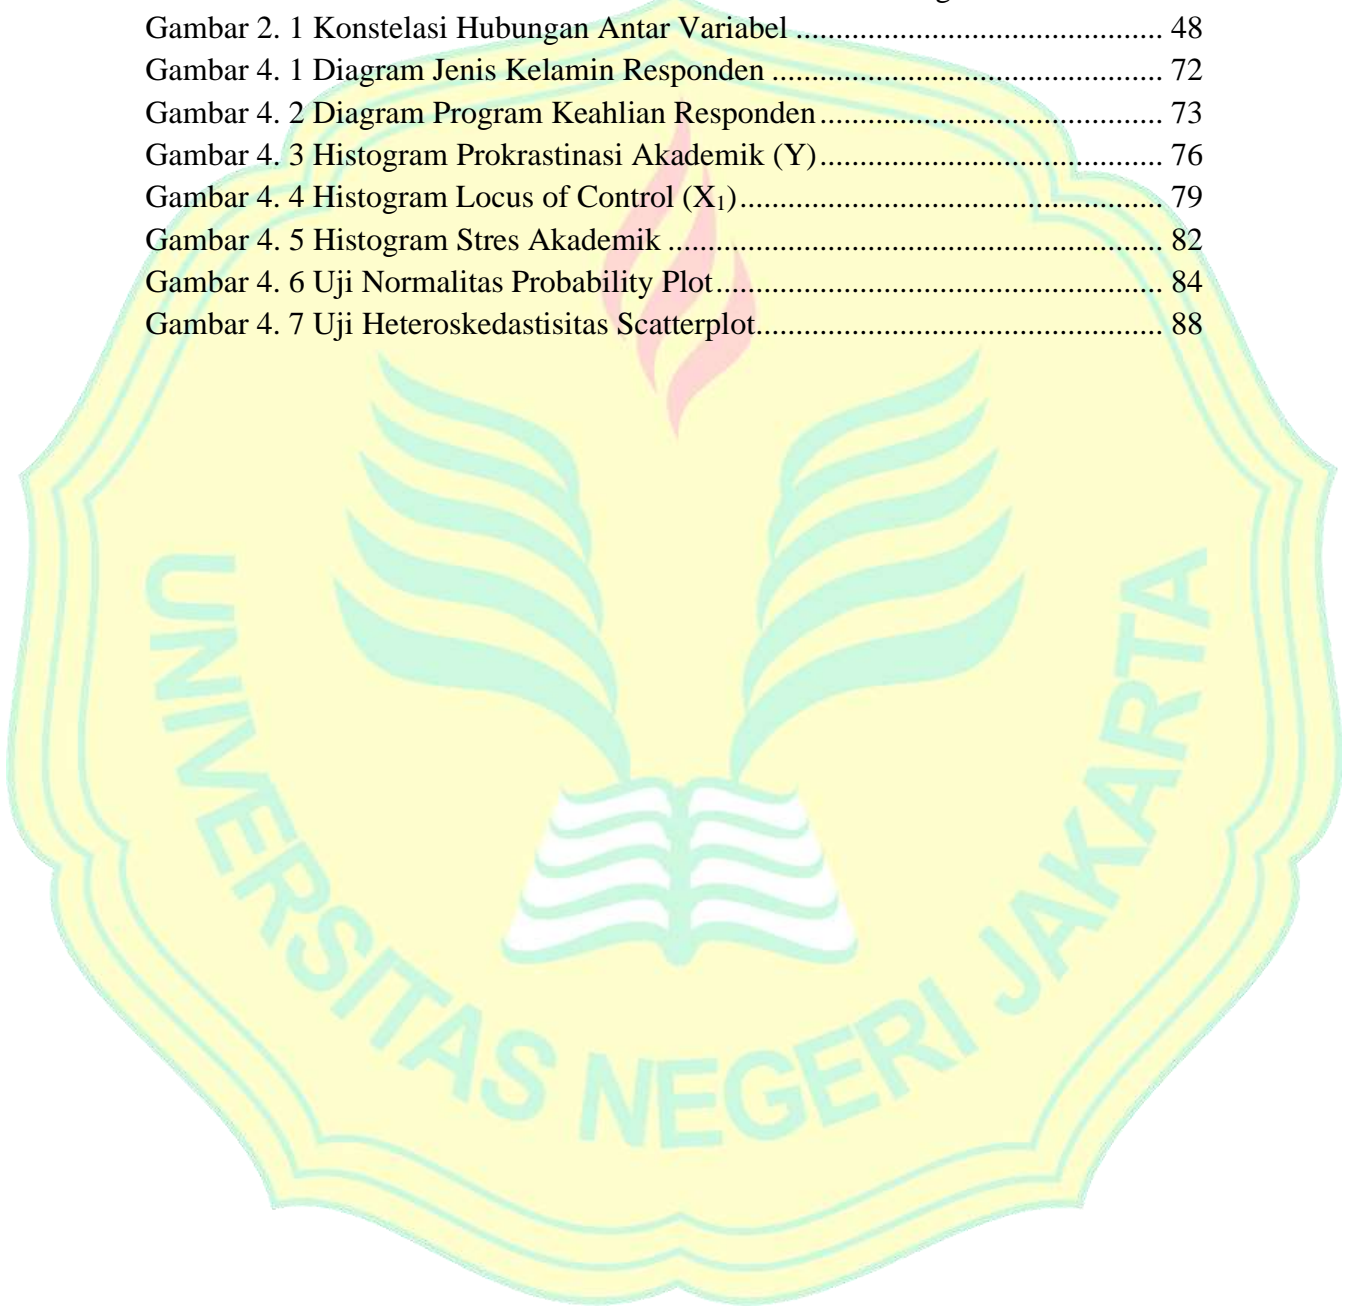 Gambar 2. 1 Konstelasi Hubungan Antar Variabel ............................................ 48
Gambar 4. 1 Diagram Jenis Kelamin Responden ............................................... 72
Gambar 4. 2 Diagram Program Keahlian Responden ......................................... 73
Gambar 4. 3 Histogram Prokrastinasi Akademik (Y) ......................................... 76
Gambar 4. 4 Histogram Locus of Control (X₁) ................................................... 79
Gambar 4. 5 Histogram Stres Akademik ............................................................ 82
Gambar 4. 6 Uji Normalitas Probability Plot ...................................................... 84
Gambar 4. 7 Uji Heteroskedastisitas Scatterplot ................................................. 88
UNIVERSITAS NEGERI JAKARTA